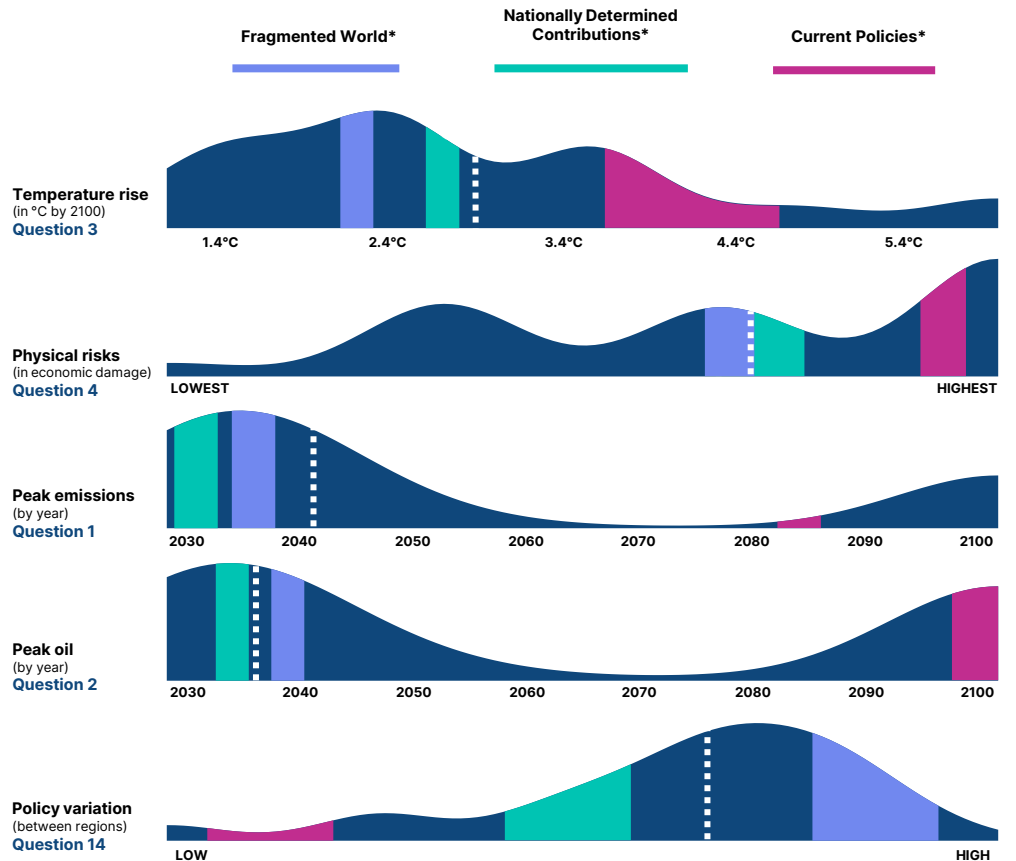 Fragmented World*
Nationally Determined
Contributions*
Current Policies*
Temperature rise
(in °C by 2100)
Question 3
1.4°C 2.4°C 3.4°C 4.4°C 5.4°C
Physical risks
(in economic damage)
Question 4
LOWEST HIGHEST
Peak emissions
(by year)
Question 1
2030 2040 2050 2060 2070 2080 2090 2100
Peak oil
(by year)
Question 2
2030 2040 2050 2060 2070 2080 2090 2100
Policy variation
(between regions)
Question 14
LOW HIGH